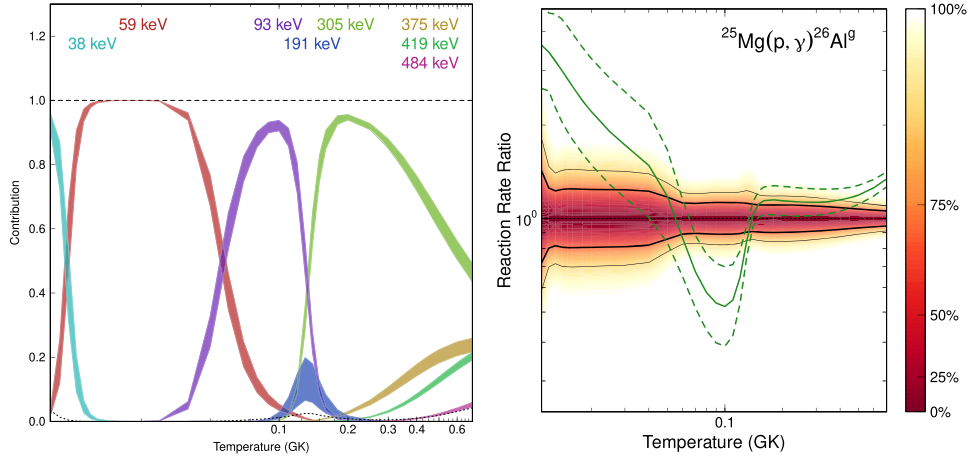 59 keV 93 keV 305 keV 375 keV
38 keV 191 keV 419 keV
484 keV
1.2
1.0
0.8
0.6
0.4
0.2
0.0
Contribution
0.1 0.2 0.3 0.4 0.6
Temperature (GK)
²⁵Mg(p, γ)²⁶Alᵍ
Reaction Rate Ratio
10⁰
0.1
Temperature (GK)
100%
75%
50%
25%
0%